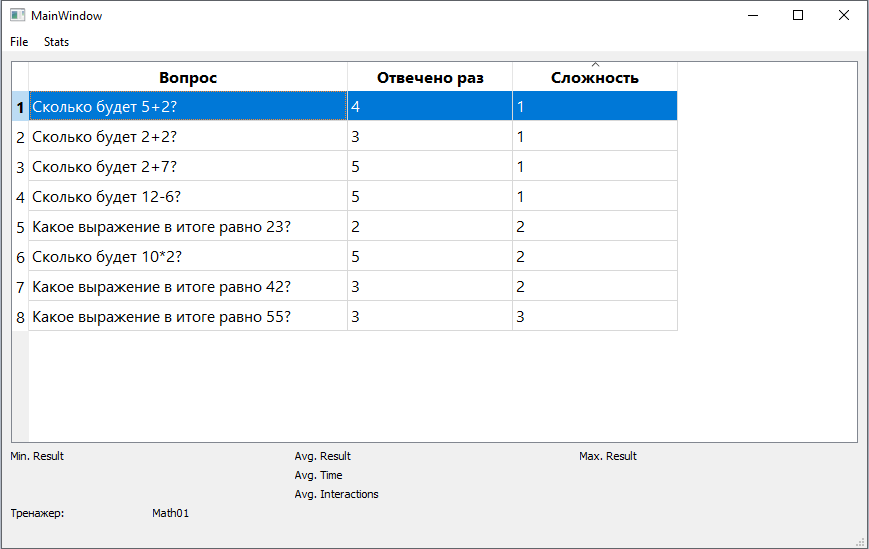 MainWindow
File Stats
Вопрос Отвечено раз Сложность
1 Сколько будет 5+2? 4 1
2 Сколько будет 2+2? 3 1
3 Сколько будет 2+7? 5 1
4 Сколько будет 12-6? 5 1
5 Какое выражение в итоге равно 23? 2 2
6 Сколько будет 10*2? 5 2
7 Какое выражение в итоге равно 42? 3 2
8 Какое выражение в итоге равно 55? 3 3
Min. Result Avg. Result Max. Result
Avg. Time
Avg. Interactions
Тренажер: Math01